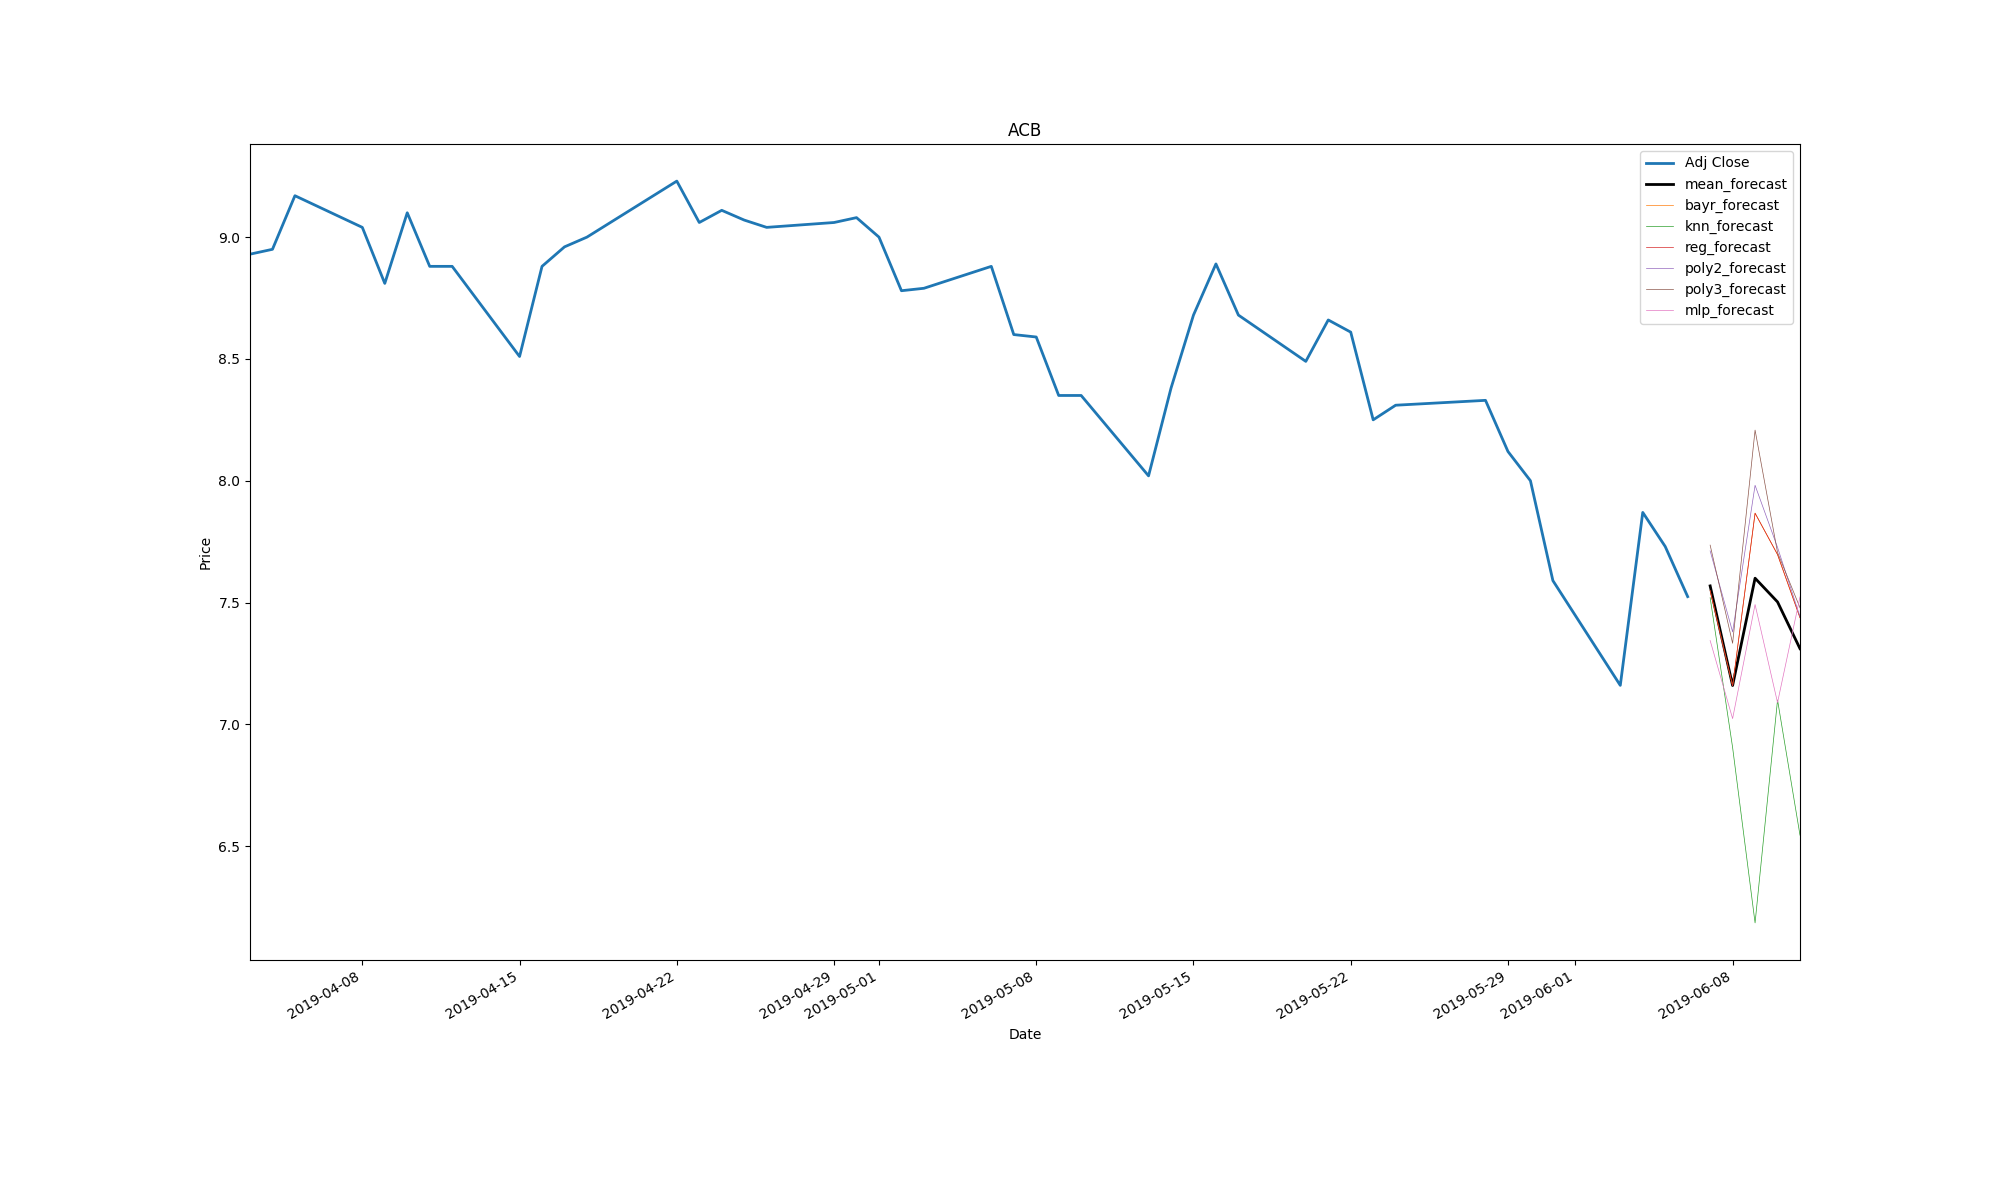 ACB
Adj Close
mean_forecast
bayr_forecast
knn_forecast
reg_forecast
poly2_forecast
poly3_forecast
mlp_forecast
9.0
8.5
8.0
7.5
7.0
6.5
Price
2019-04-08
2019-04-15
2019-04-22
2019-04-29
2019-05-01
2019-05-08
2019-05-15
2019-05-22
2019-05-29
2019-06-01
2019-06-08
Date